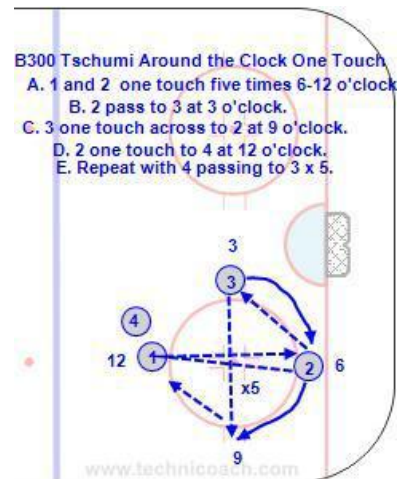 B300 Tschumi Around the Clock One Touch
A. 1 and 2 one touch five times 6-12 o'clock
B. 2 pass to 3 at 3 o'clock.
C. 3 one touch across to 2 at 9 o'clock.
D. 2 one touch to 4 at 12 o'clock.
E. Repeat with 4 passing to 3 x 5.
3
3
4
12
1
2
6
x5
9
www.technicoach.com